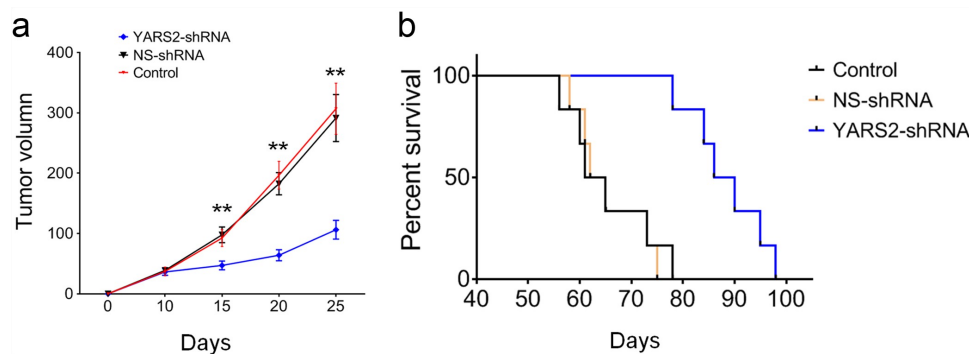 a
YARS2-shRNA
NS-shRNA
Control
Tumor volumn
400
300
200
100
0
**
**
**
0 10 15 20 25
Days
b
Control
NS-shRNA
YARS2-shRNA
Percent survival
100
50
0
40 50 60 70 80 90 100
Days